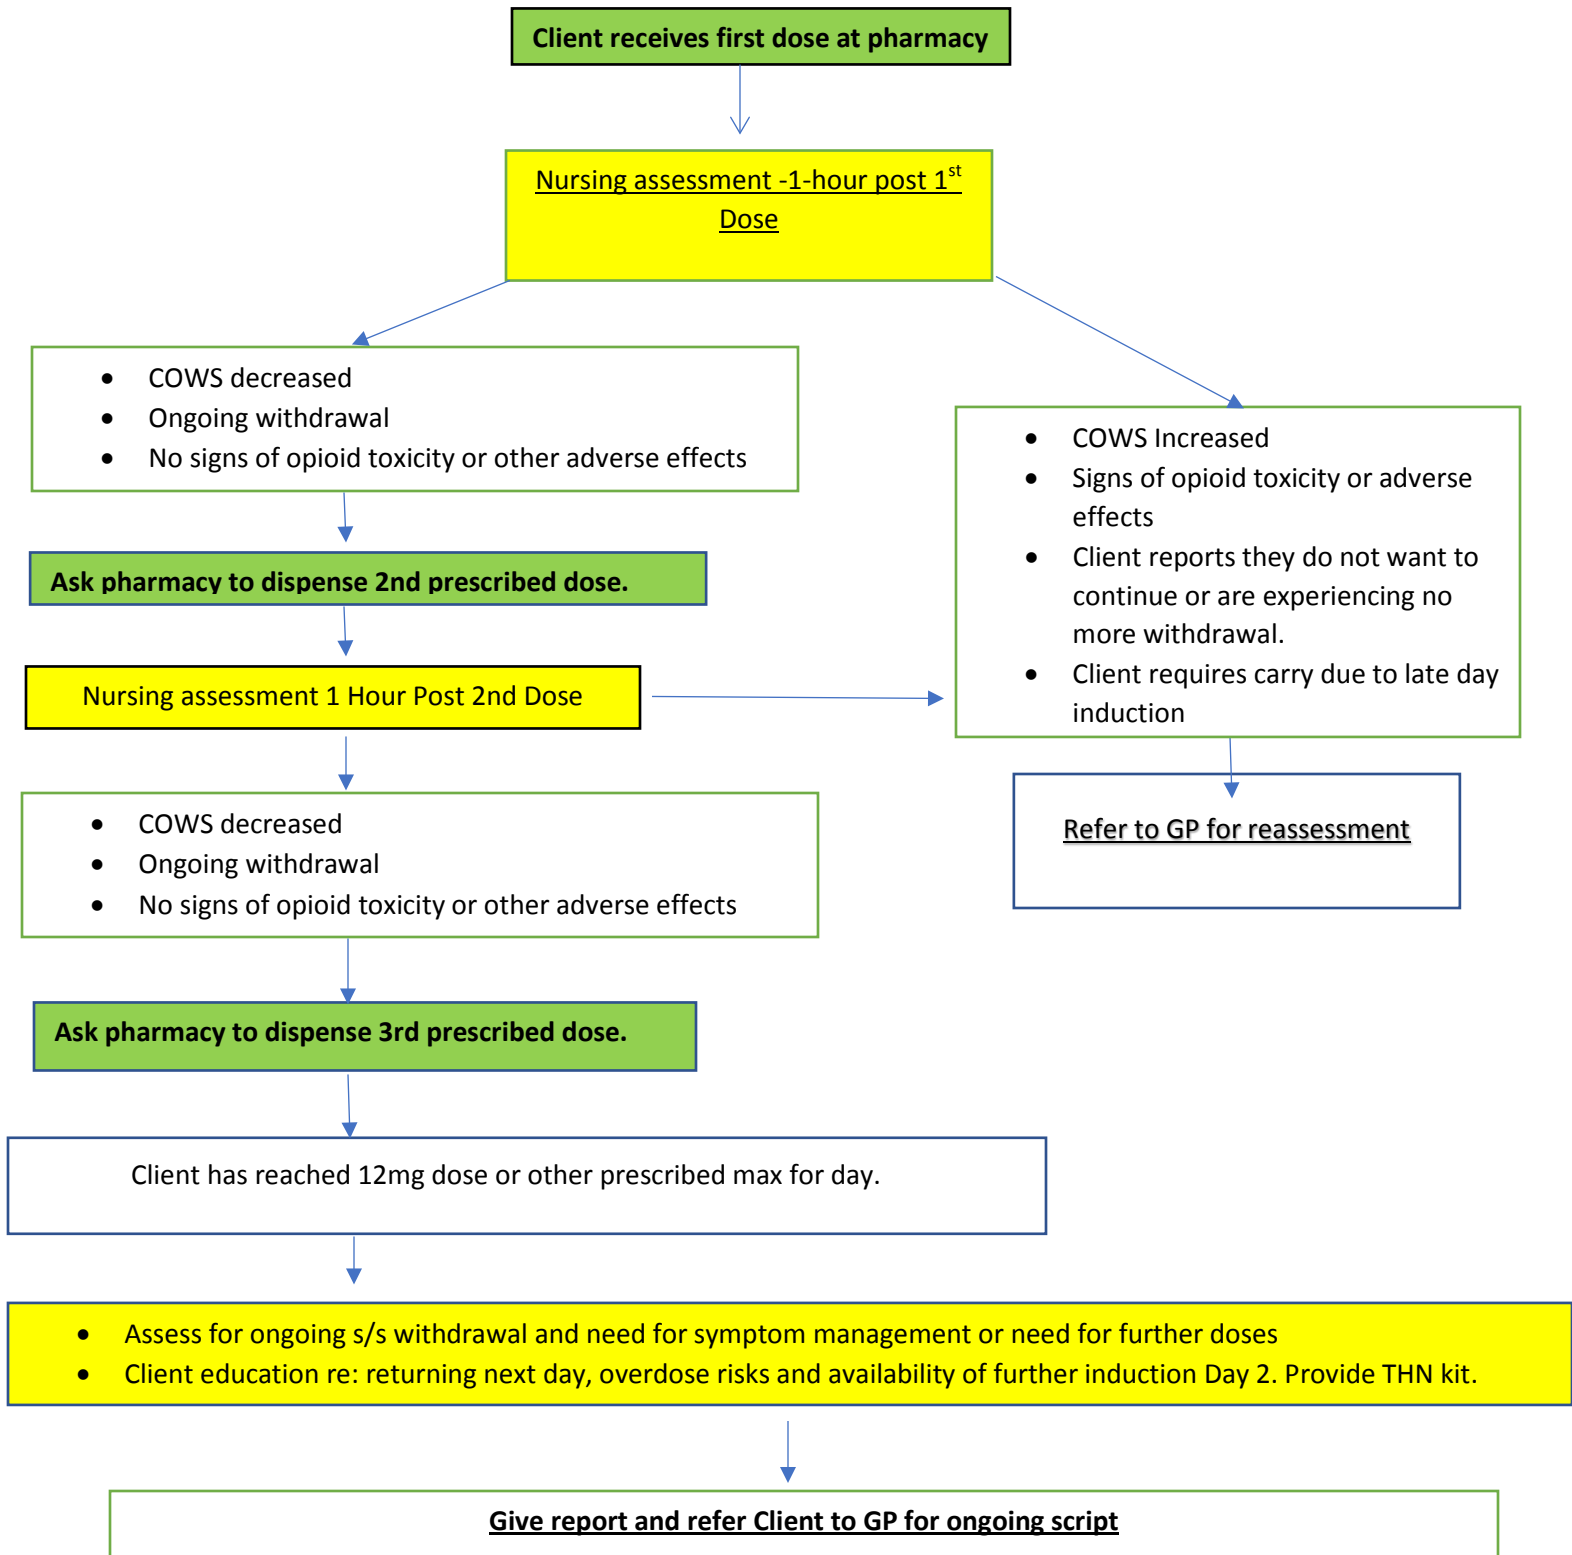 Client receives first dose at pharmacy
Nursing assessment -1-hour post 1st
Dose
• COWS decreased
• Ongoing withdrawal
• No signs of opioid toxicity or other adverse effects
• COWS Increased
• Signs of opioid toxicity or adverse
effects
• Client reports they do not want to
continue or are experiencing no
more withdrawal.
• Client requires carry due to late day
induction
Ask pharmacy to dispense 2nd prescribed dose.
Nursing assessment 1 Hour Post 2nd Dose
Refer to GP for reassessment
• COWS decreased
• Ongoing withdrawal
• No signs of opioid toxicity or other adverse effects
Ask pharmacy to dispense 3rd prescribed dose.
Client has reached 12mg dose or other prescribed max for day.
• Assess for ongoing s/s withdrawal and need for symptom management or need for further doses
• Client education re: returning next day, overdose risks and availability of further induction Day 2. Provide THN kit.
Give report and refer Client to GP for ongoing script